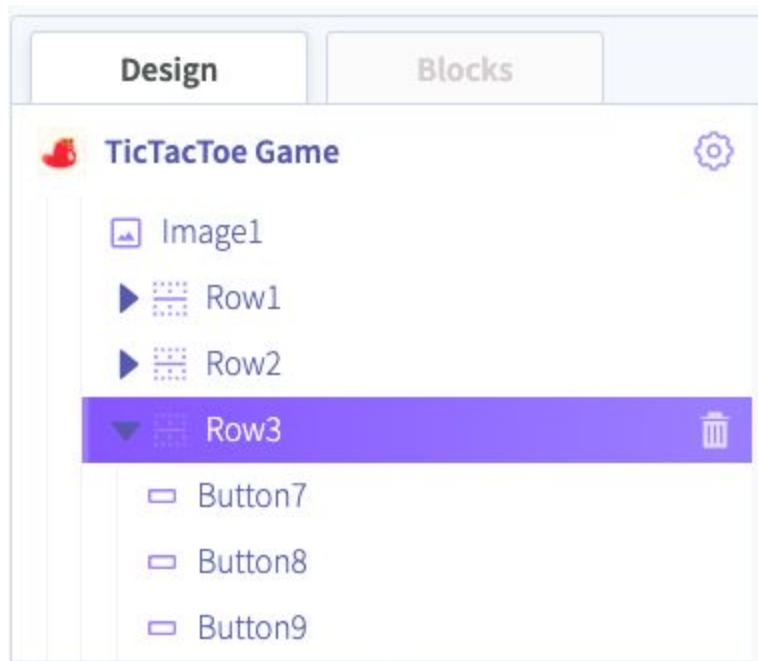 Design Blocks
TicTacToe Game
Image1
Row1
Row2
Row3
Button7
Button8
Button9